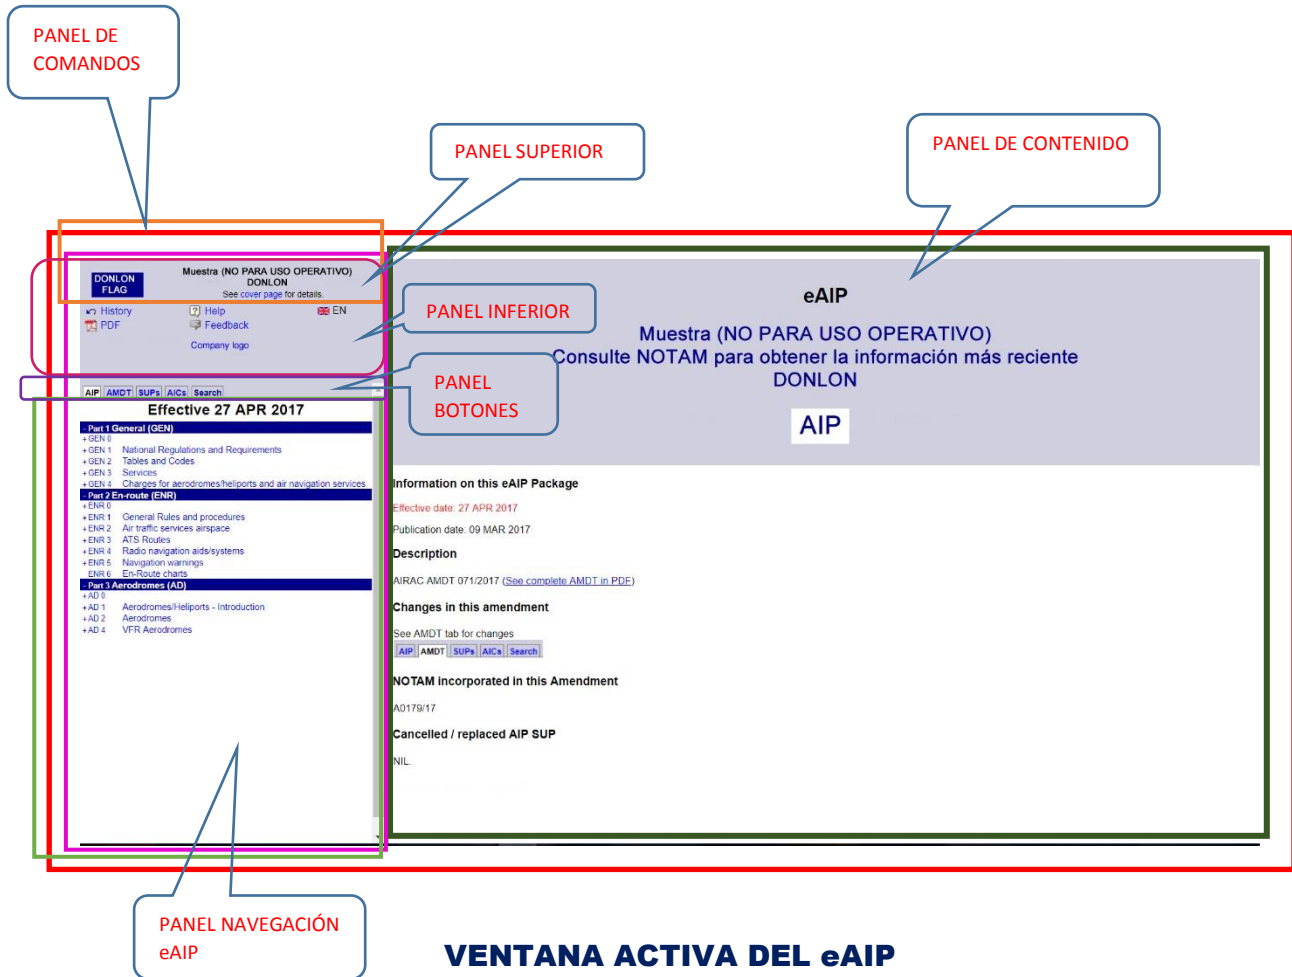 PANEL DE
COMANDOS
PANEL SUPERIOR
PANEL DE CONTENIDO
DONLON
FLAG
Muestra (NO PARA USO OPERATIVO)
DONLON
See cover page for details.
History
Help
EN
PDF
Feedback
Company logo
PANEL INFERIOR
PANEL
BOTONES
AIP AMDT SUPs AICs Search
Effective 27 APR 2017
- Part 1 General (GEN)
+ GEN 0
+ GEN 1 National Regulations and Requirements
+ GEN 2 Tables and Codes
+ GEN 3 Services
+ GEN 4 Charges for aerodromes/heliports and air navigation services
- Part 2 En-route (ENR)
+ ENR 0
+ ENR 1 General Rules and procedures
+ ENR 2 Air traffic services airspace
+ ENR 3 ATS Routes
+ ENR 4 Radio navigation aids/systems
+ ENR 5 Navigation warnings
ENR 6 En-Route charts
- Part 3 Aerodromes (AD)
+ AD 0
+ AD 1 Aerodromes/Heliports - Introduction
+ AD 2 Aerodromes
+ AD 4 VFR Aerodromes
eAIP
Muestra (NO PARA USO OPERATIVO)
Consulte NOTAM para obtener la información más reciente
DONLON
AIP
Information on this eAIP Package
Effective date: 27 APR 2017
Publication date: 09 MAR 2017
Description
AIRAC AMDT 071/2017 (See complete AMDT in PDF)
Changes in this amendment
See AMDT tab for changes
AIP AMDT SUPs AICs Search
NOTAM incorporated in this Amendment
A0179/17
Cancelled / replaced AIP SUP
NIL.
PANEL NAVEGACIÓN
eAIP
VENTANA ACTIVA DEL eAIP